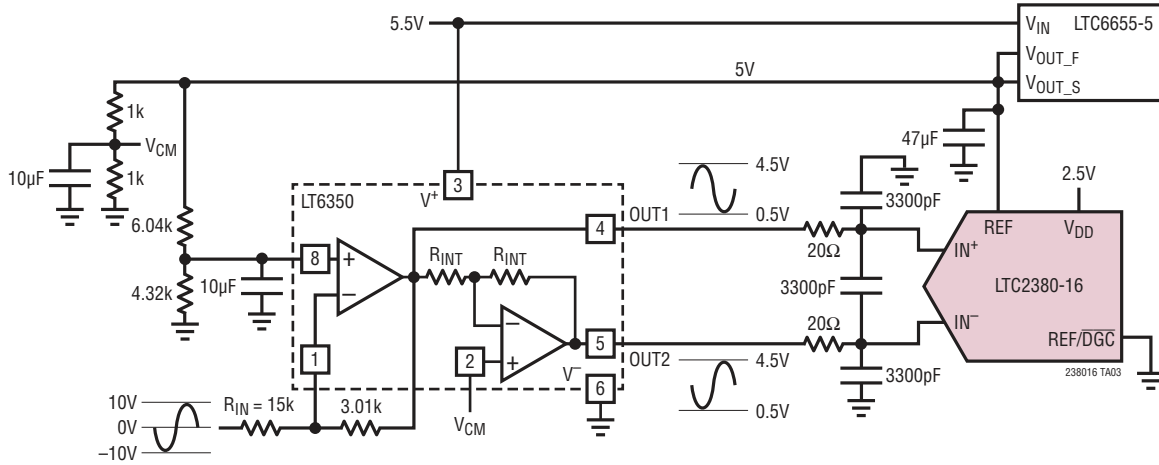 5.5V
V_IN
LTC6655-5
V_OUT_F
5V
V_OUT_S
1k
V_CM
10µF
1k
47µF
4.5V
0.5V
3300pF
2.5V
LT6350
V+
3
6.04k
4
OUT1
20Ω
REF
V_DD
IN+
8
+
−
R_INT
R_INT
4.32k
10µF
3300pF
LTC2380-16
1
−
+
2
5
20Ω
IN−
REF/D̅G̅C̅
V−
OUT2
6
4.5V
0.5V
3300pF
238016 TA03
10V
0V
−10V
R_IN = 15k
3.01k
V_CM